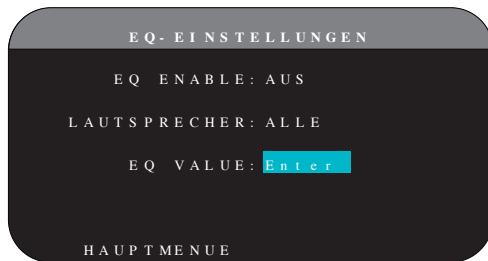 EQ-EINSTELLUNGEN
EQ ENABLE: AUS
LAUTSPRECHER: ALLE
EQ VALUE: Enter
HAUPTMENUE